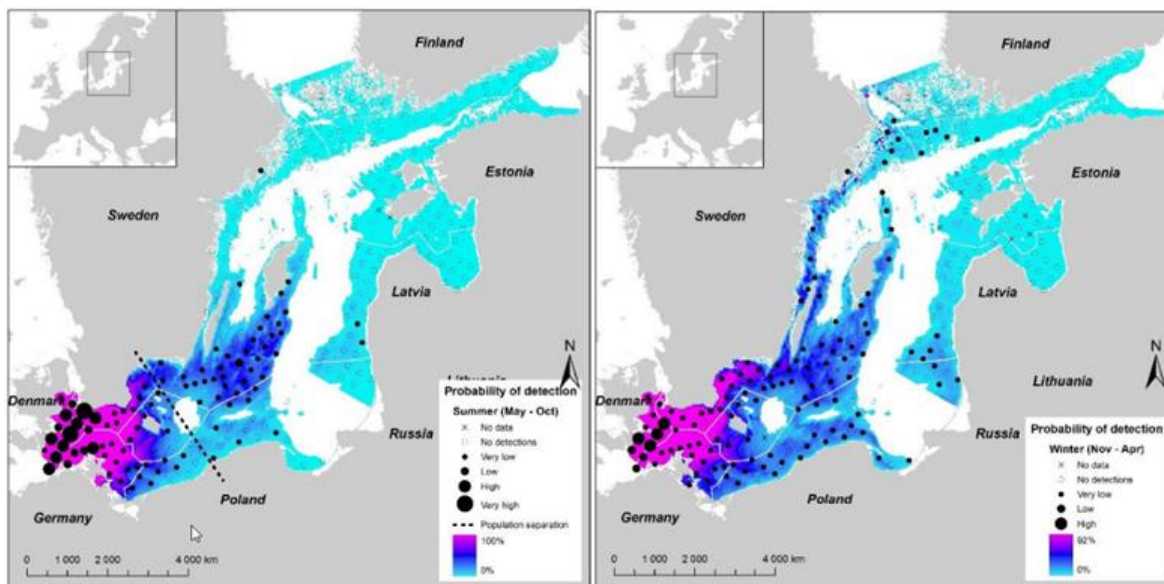 Finland
Estonia
Sweden
Latvia
Denmark
Russia
Poland
Germany
Probability of detection
Summer (May - Oct)
No data
No detections
Very low
Low
High
Very high
Population separation
100%
0%
0 1 000 2 000 4 000 km
Finland
Estonia
Sweden
Latvia
Lithuania
Denmark
Russia
Poland
Germany
Probability of detection
Winter (Nov - Apr)
No data
No detections
Very low
Low
High
92%
0%
0 1 000 2 000 4 000 km